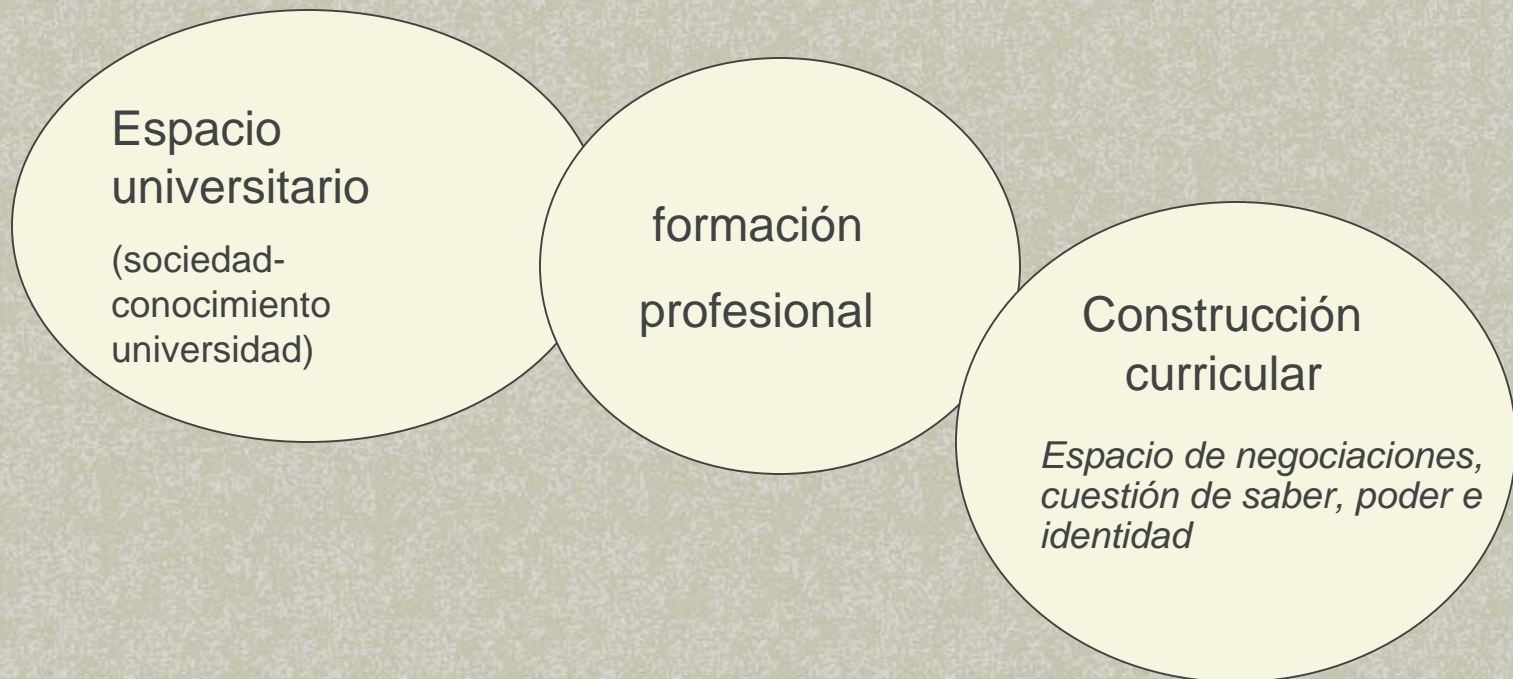 Espacio
universitario
(sociedad-
conocimiento
universidad)
formación
profesional
Construcción
curricular
Espacio de negociaciones,
cuestión de saber, poder e
identidad